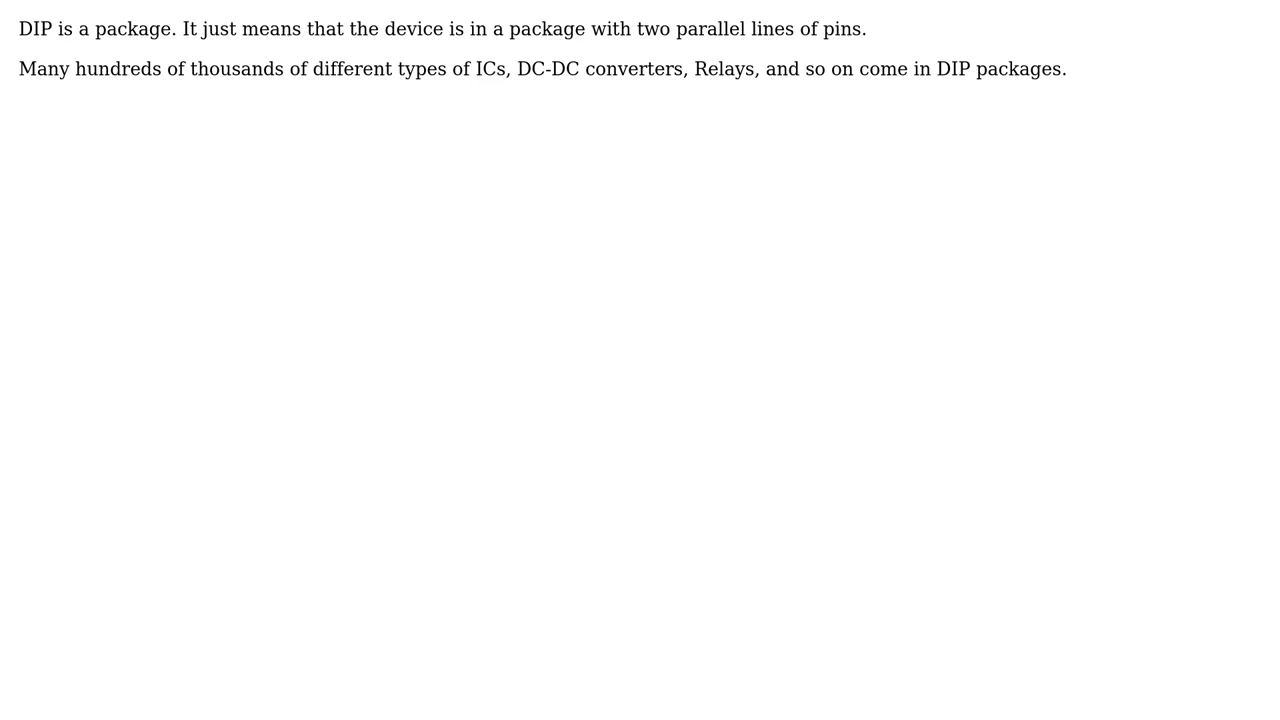 DIP is a package. It just means that the device is in a package with two parallel lines of pins.
Many hundreds of thousands of different types of ICs, DC-DC converters, Relays, and so on come in DIP packages.